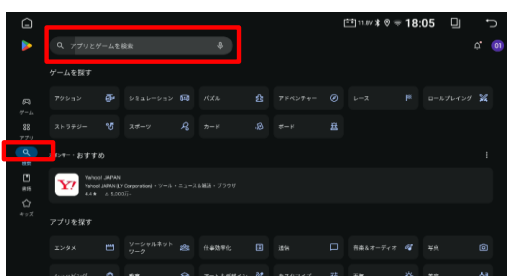 11.8V 18:05
アプリとゲームを検索
01
ゲームを探す
アクション シミュレーション パズル アドベンチャー レース ロールプレイング
ストラテジー スポーツ カード ボード
ゲーム
アプリ
検索
書籍
キッズ
おすすめ
Yahoo! JAPAN
Yahoo! JAPAN (LY Corporation)・ツール・ニュース&雑誌・ブラウザ
アプリを探す
エンタメ ソーシャルネットワーク 仕事効率化 通信 音楽&オーディオ 写真